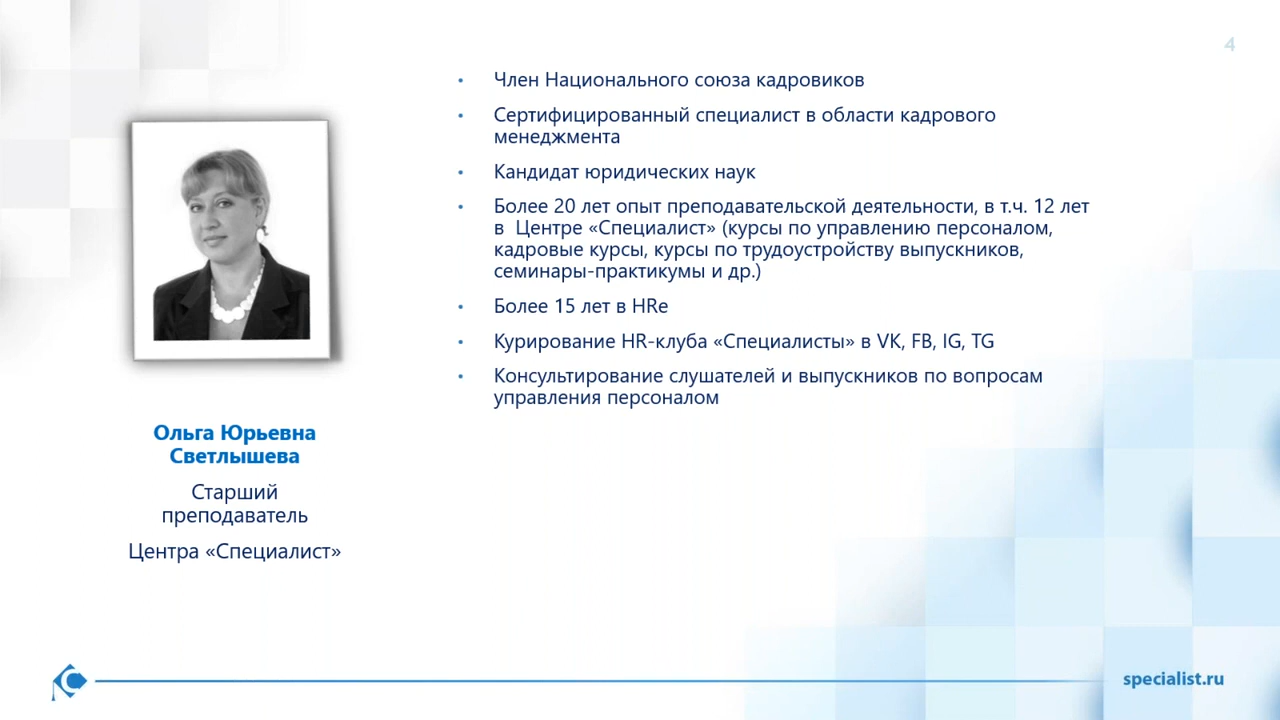 4
Член Национального союза кадровиков
Сертифицированный специалист в области кадрового
менеджмента
Кандидат юридических наук
Более 20 лет опыт преподавательской деятельности, в т.ч. 12 лет
в Центре «Специалист» (курсы по управлению персоналом,
кадровые курсы, курсы по трудоустройству выпускников,
семинары-практикумы и др.)
Более 15 лет в HRе
Курирование HR-клуба «Специалисты» в VK, FB, IG, TG
Консультирование слушателей и выпускников по вопросам
управления персоналом
Ольга Юрьевна
Светлышева
Старший
преподаватель
Центра «Специалист»
specialist.ru